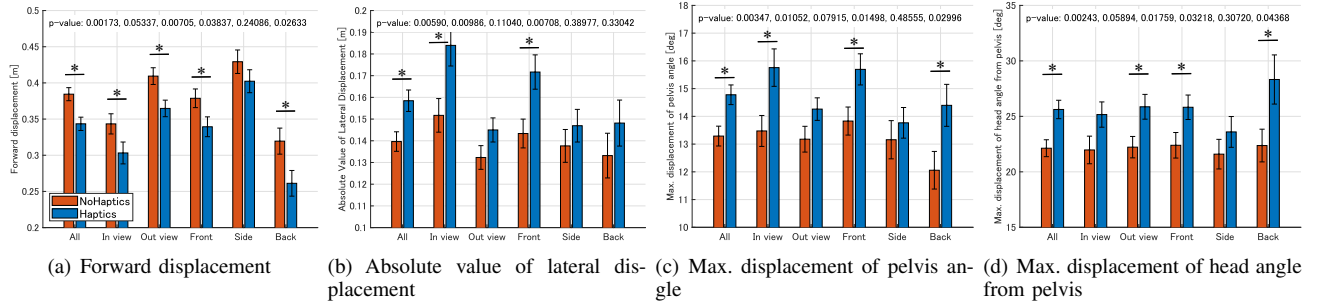 p-value: 0.00173, 0.05337, 0.00705, 0.03837, 0.24086, 0.02633
0.45
0.4
0.35
0.3
0.25
0.2
Forward displacement [m]
* * * * *
NoHaptics
Haptics
All In view Out view Front Side Back
(a) Forward displacement
p-value: 0.00590, 0.00986, 0.11040, 0.00708, 0.38977, 0.33042
0.2
0.19
0.18
0.17
0.16
0.15
0.14
0.13
0.12
0.11
0.1
Absolute Value of Lateral Displacement [m]
* * *
All In view Out view Front Side Back
(b) Absolute value of lateral dis-
placement
p-value: 0.00347, 0.01052, 0.07915, 0.01498, 0.48555, 0.02996
18
17
16
15
14
13
12
11
10
Max. displacement of pelvis angle [deg]
* * * *
All In view Out view Front Side Back
(c) Max. displacement of pelvis an-
gle
p-value: 0.00243, 0.05894, 0.01759, 0.03218, 0.30720, 0.04368
35
30
25
20
15
Max. displacement of head angle from pelvis [deg]
* * * *
All In view Out view Front Side Back
(d) Max. displacement of head angle
from pelvis